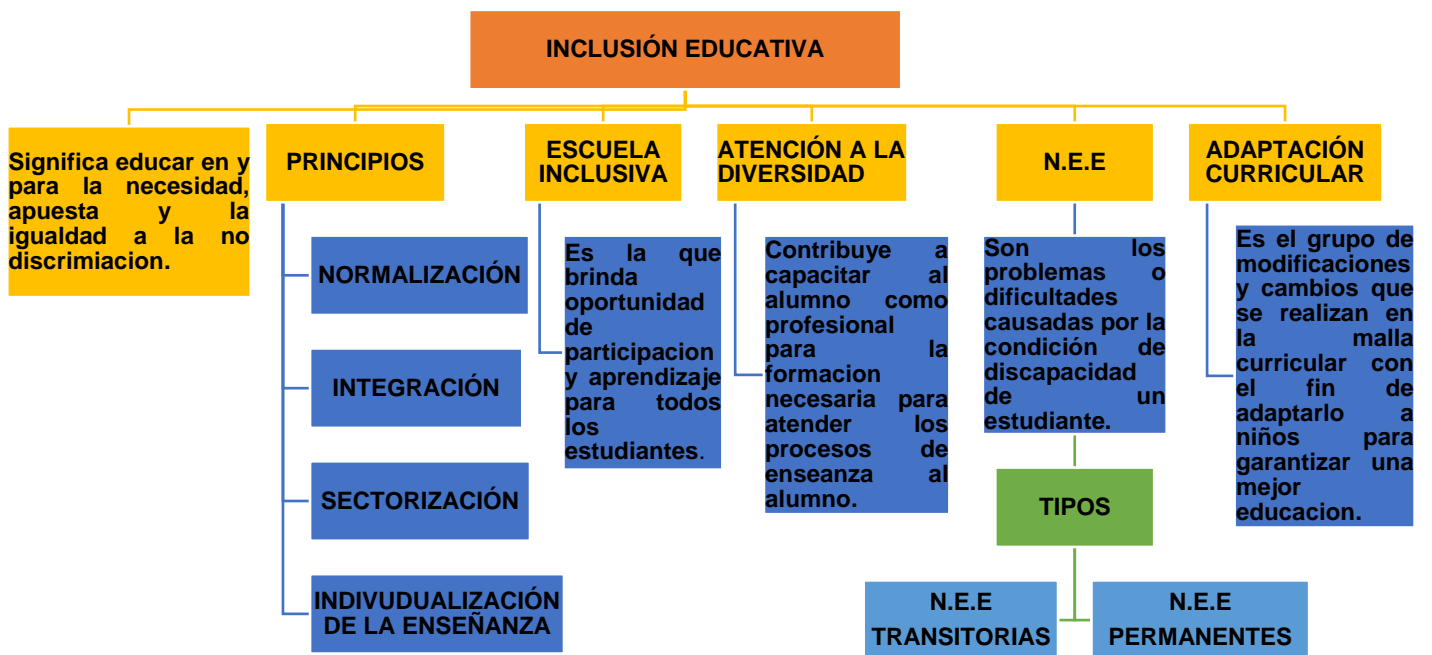 INCLUSIÓN EDUCATIVA
Significa educar en y
para la necesidad,
apuesta y la
igualdad a la no
discrimiacion.
PRINCIPIOS
NORMALIZACIÓN
INTEGRACIÓN
SECTORIZACIÓN
INDIVUDUALIZACIÓN
DE LA ENSEÑANZA
ESCUELA
INCLUSIVA
Es la que
brinda
oportunidad
de
participacion
y aprendizaje
para todos
los
estudiantes.
ATENCIÓN A LA
DIVERSIDAD
Contribuye a
capacitar al
alumno como
profesional
para la
formacion
necesaria para
atender los
procesos de
enseanza al
alumno.
N.E.E
Son los
problemas o
dificultades
causadas por la
condición de
discapacidad
de un
estudiante.
TIPOS
N.E.E
TRANSITORIAS
N.E.E
PERMANENTES
ADAPTACIÓN
CURRICULAR
Es el grupo de
modificaciones
y cambios que
se realizan en
la malla
curricular con
el fin de
adaptarlo a
niños para
garantizar una
mejor
educacion.